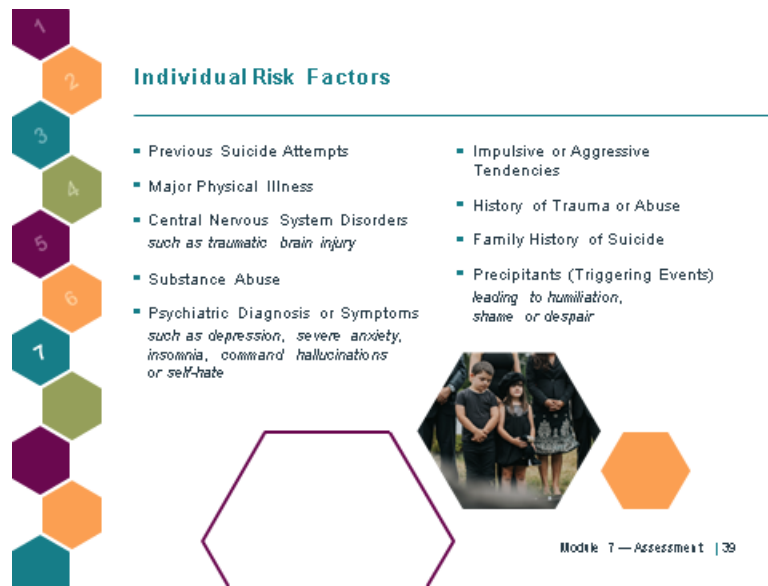 1
2
3
4
5
6
7
Individual Risk Factors
Previous Suicide Attempts
Major Physical Illness
Central Nervous System Disorders
such as traumatic brain injury
Substance Abuse
Psychiatric Diagnosis or Symptoms
such as depression, severe anxiety,
insomnia, command hallucinations
or self-hate
Impulsive or Aggressive
Tendencies
History of Trauma or Abuse
Family History of Suicide
Precipitants (Triggering Events)
leading to humiliation,
shame or despair
Module 7 — Assessment | 39